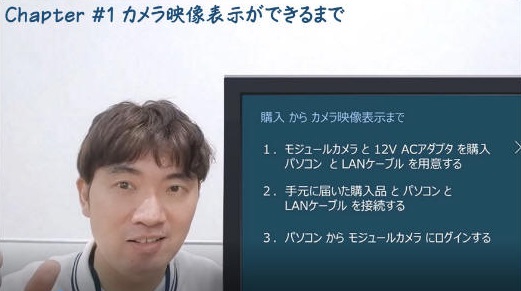 Chapter #1 カメラ映像表示ができるまで
購入 から カメラ映像表示まで
1. モジュールカメラ と 12V ACアダプタ を購入
パソコン と LANケーブル を用意する
2. 手元に届いた購入品 と パソコン と
LANケーブル を接続する
3. パソコン から モジュールカメラ にログインする